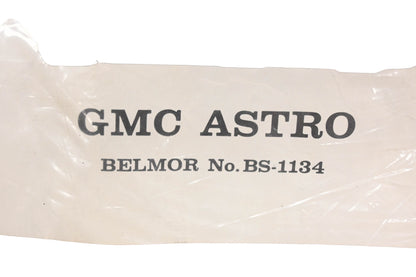 GMC ASTRO
BELMOR No. BS-1134